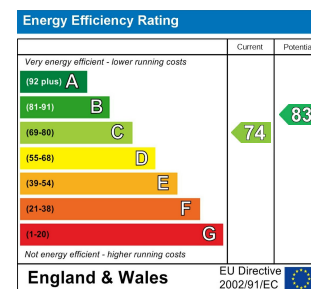 Energy Efficiency Rating
Current Potentia
Very energy efficient - lower running costs
(92 plus) A
(81-91) B
83
(69-80) C
74
(55-68) D
(39-54) E
(21-38) F
(1-20) G
Not energy efficient - higher running costs
England & Wales
EU Directive
2002/91/EC